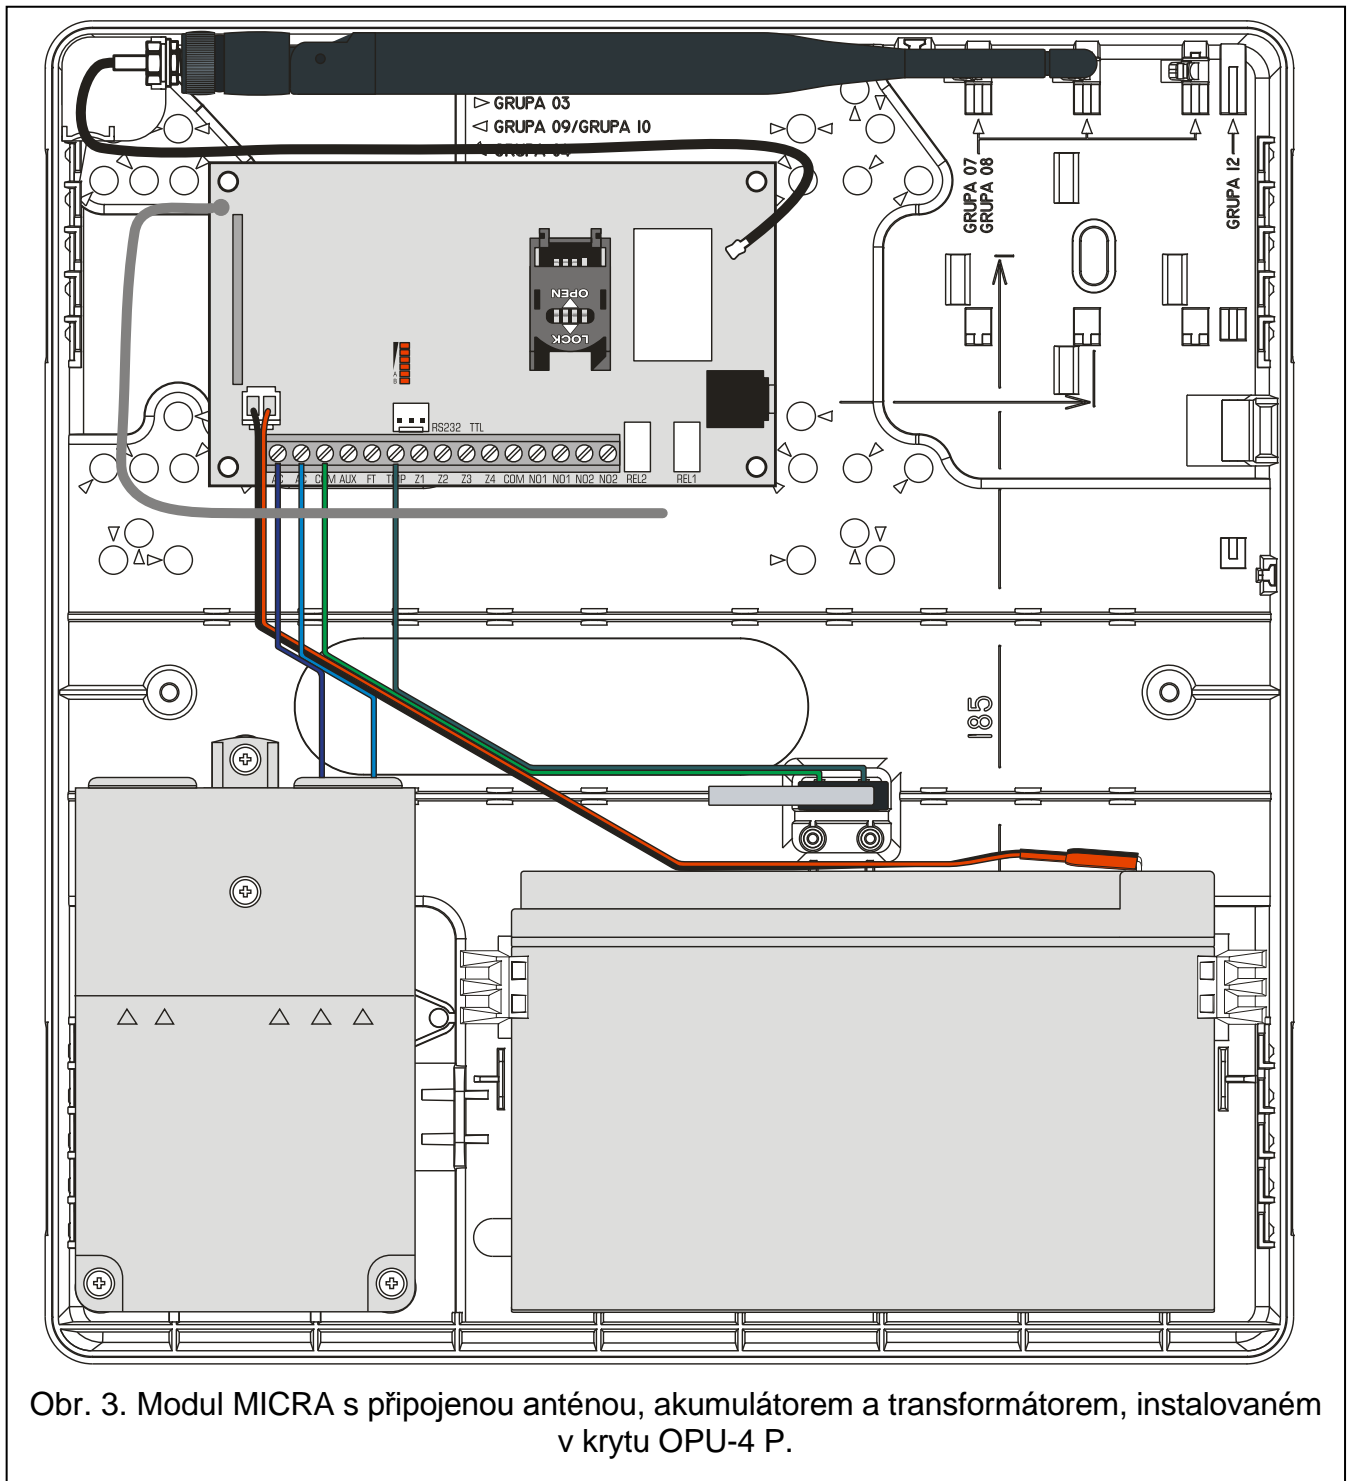 GRUPA 03
GRUPA 09/GRUPA 10
GRUPA 07
GRUPA 08
GRUPA 12
OPEN
LOCK
A
B
RS232 TTL
AC AC COM AUX FT TMP Z1 Z2 Z3 Z4 COM NO1 NO1 NO2 NO2 REL2 REL1
185
Obr. 3. Modul MICRA s připojenou anténou, akumulátorem a transformátorem, instalovaném
v krytu OPU-4 P.